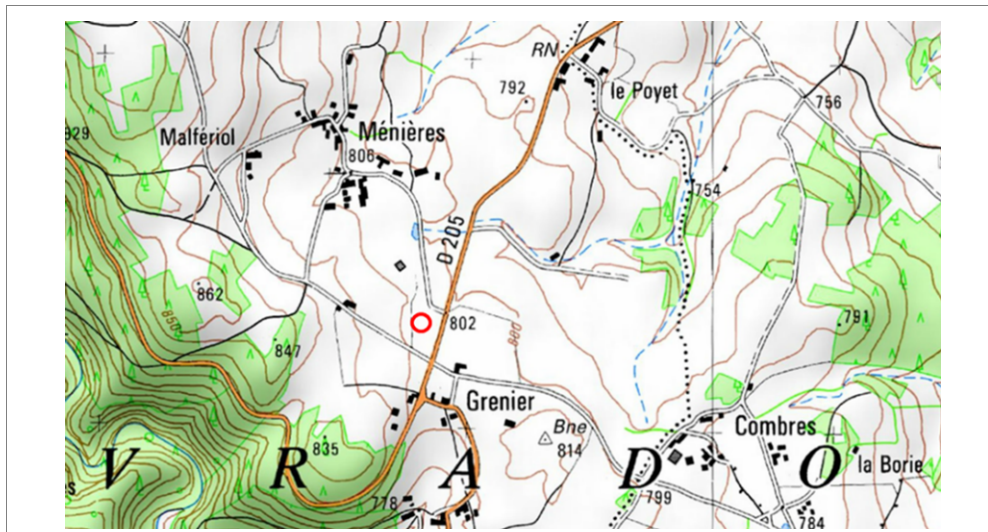 RN
792
le Poyet
756
Malfériol
Ménières
806
754
D 205
862
850
802
800
791
847
Grenier
Combres
Bne
814
835
V R A D O
la Borie
778
799
784